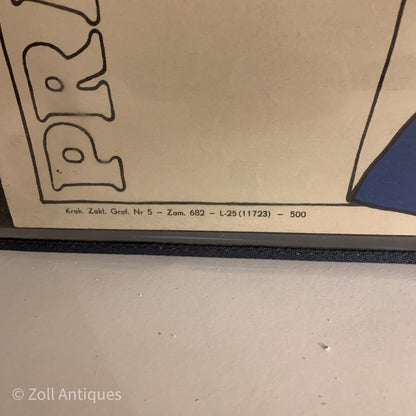 PR
Krak. Zakł. Graf. Nr 5 – Zam. 682 – L-25 (11723) – 500
© Zoll Antiques